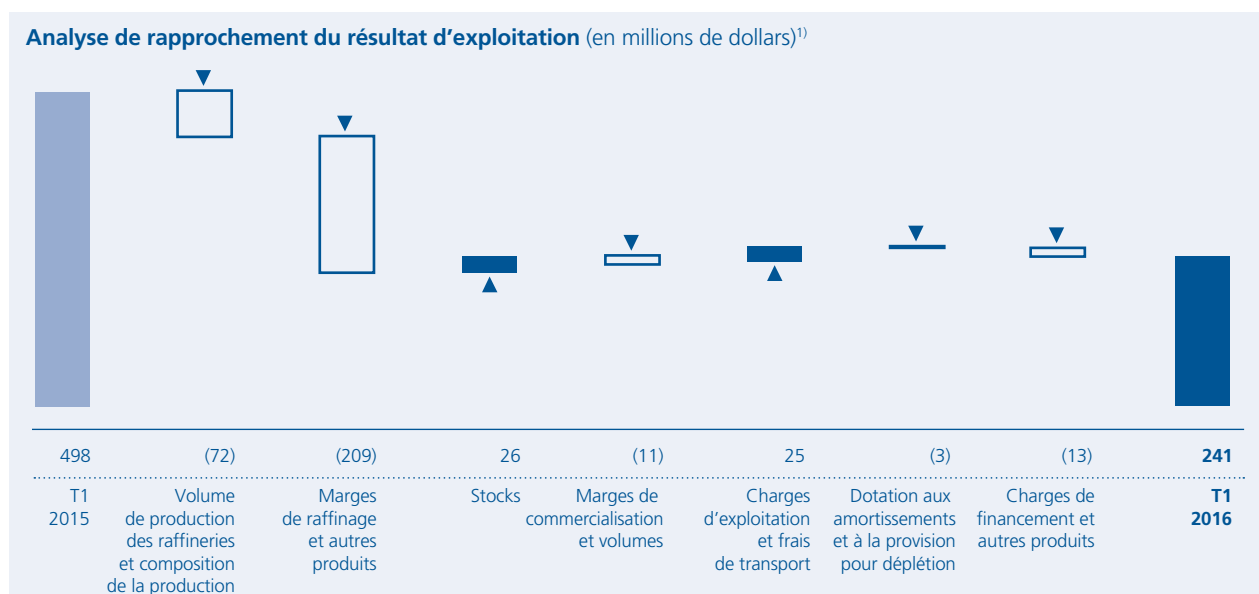 Analyse de rapprochement du résultat d'exploitation (en millions de dollars)1)
498 (72) (209) 26 (11) 25 (3) (13) 241
T1
2015
Volume
de production
des raffineries
et composition
de la production
Marges
de raffinage
et autres
produits
Stocks
Marges de
commercialisation
et volumes
Charges
d'exploitation
et frais
de transport
Dotation aux
amortissements
et à la provision
pour déplétion
Charges de
financement et
autres produits
T1
2016